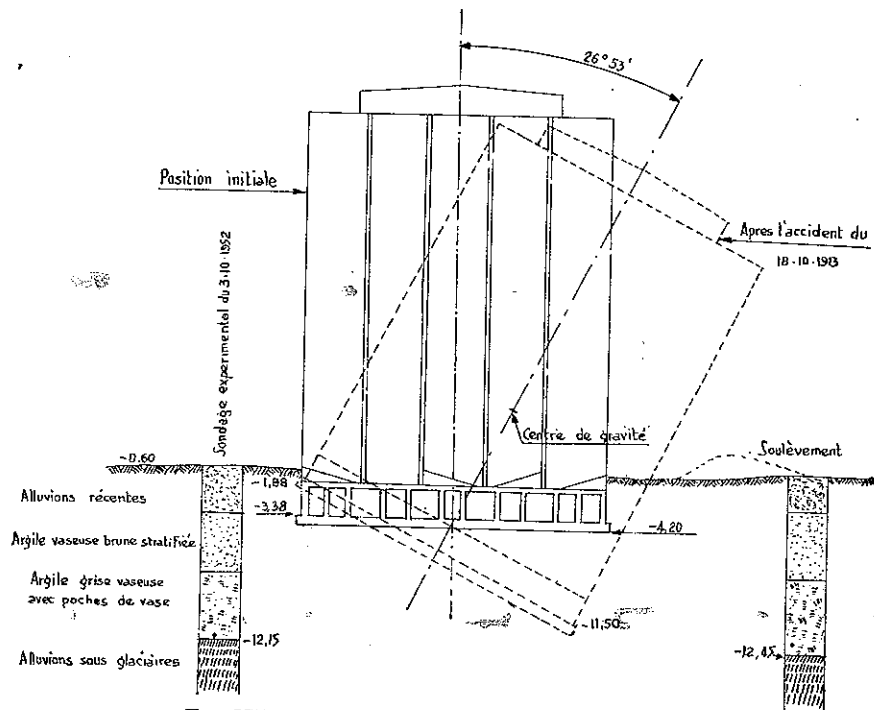 26°53'
Position initiale
Après l'accident du
18-10-1913
Sondage experimental du 3-10-1952
Centre de gravité
Soulèvement
-0.60
-1,88
Alluvions récentes
-3,38
-4,20
Argile vaseuse brune stratifiée
Argile grise vaseuse
avec poches de vase
-11,50
-12,15
-12,45
Alluvions sous glaciaires